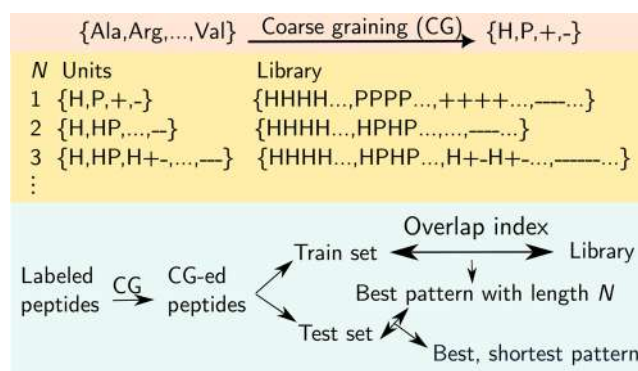 {Ala,Arg,...,Val} Coarse graining (CG) {H,P,+,-}
N Units Library
1 {H,P,+,-} {HHHH...,PPPP...,++++...,----...}
2 {H,HP,...,--} {HHHH...,HPHP...,----...}
3 {H,HP,H+-,...,---} {HHHH...,HPHP...,H+-H+-...,------...}
⋮
Overlap index
Train set Library
Labeled peptides CG CG-ed peptides
Best pattern with length N
Test set
Best, shortest pattern